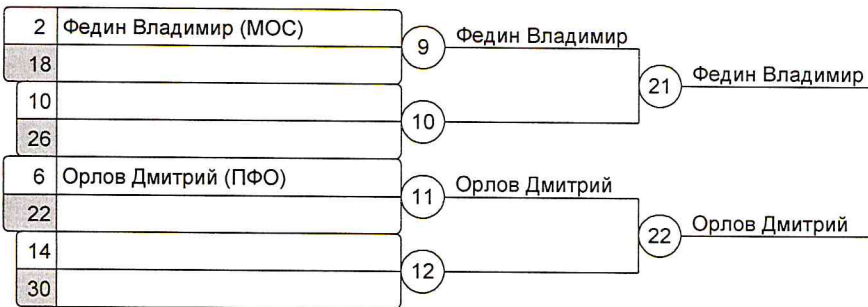 2 Федин Владимир (МОС)
9 Федин Владимир
18
21 Федин Владимир
10
10
26
6 Орлов Дмитрий (ПФО)
11 Орлов Дмитрий
22
22 Орлов Дмитрий
14
12
30